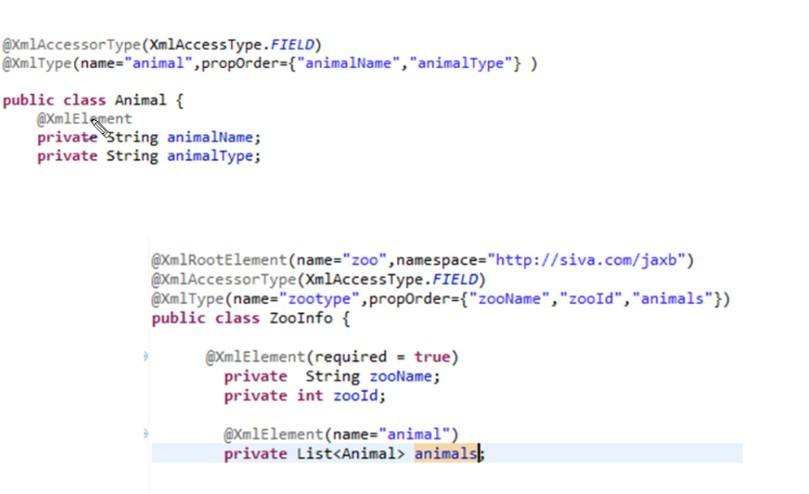 @XmlAccessorType(XmlAccessType.FIELD)
@XmlType(name="animal",propOrder={"animalName","animalType"} )
public class Animal {
@XmlElement
private String animalName;
private String animalType;
@XmlRootElement(name="zoo",namespace="http://siva.com/jaxb")
@XmlAccessorType(XmlAccessType.FIELD)
@XmlType(name="zootype",propOrder={"zooName","zooId","animals"})
public class ZooInfo {
@XmlElement(required = true)
private  String zooName;
private int zooId;
@XmlElement(name="animal")
private List<Animal> animals;